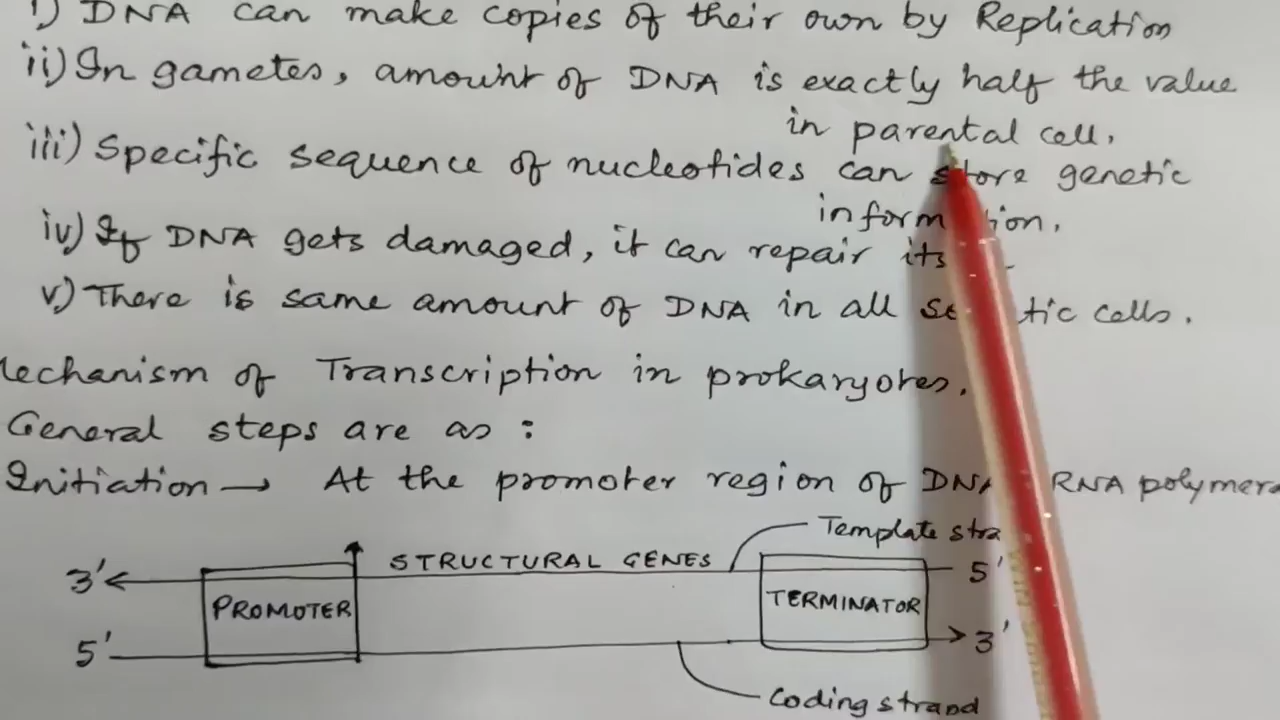 i) DNA can make copies of their own by Replication
ii) In gametes, amount of DNA is exactly half the value
in parental cell.
iii) Specific sequence of nucleotides can store genetic
information.
iv) If DNA gets damaged, it can repair
v) There is same amount of DNA in all cells.
Mechanism of Transcription in prokaryotes.
General steps are as :
Initiation → At the promoter region of DNA RNA
Template
3' STRUCTURAL GENES 5'
PROMOTER TERMINATOR
5' 3'
Coding strand